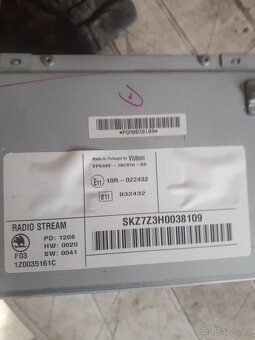 *PGM0038109*
Made in Portugal by Visteon
10R-022432
032432
RADIO STREAM
SKZ7Z3H0038109
PD: 1208
HW: 0020
F03
SW: 0041
1Z0035161C